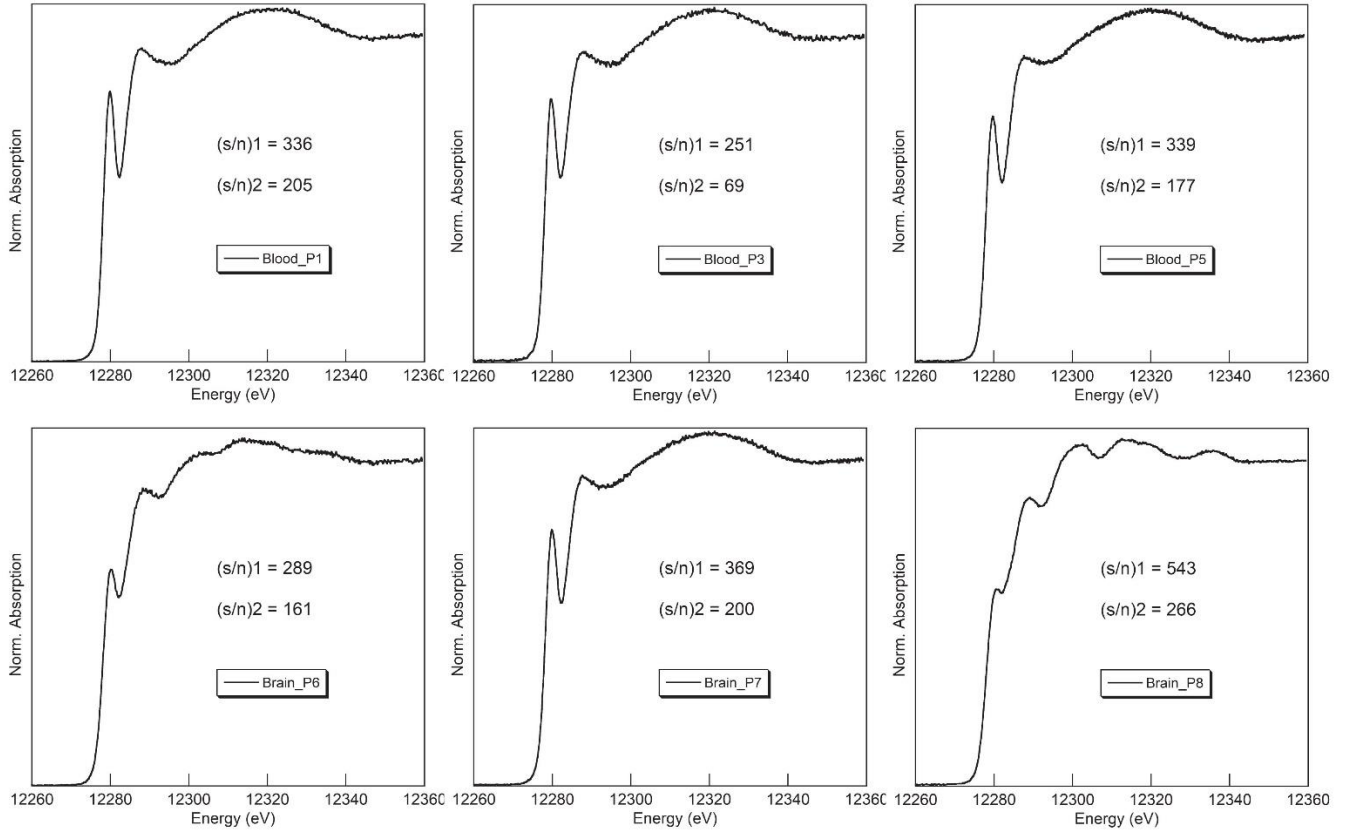 Norm. Absorption
(s/n)1 = 336
(s/n)2 = 205
Blood_P1
12260 12280 12300 12320 12340 12360
Energy (eV)
Norm. Absorption
(s/n)1 = 251
(s/n)2 = 69
Blood_P3
12260 12280 12300 12320 12340 12360
Energy (eV)
Norm. Absorption
(s/n)1 = 339
(s/n)2 = 177
Blood_P5
12260 12280 12300 12320 12340 12360
Energy (eV)
Norm. Absorption
(s/n)1 = 289
(s/n)2 = 161
Brain_P6
12260 12280 12300 12320 12340 12360
Energy (eV)
Norm. Absorption
(s/n)1 = 369
(s/n)2 = 200
Brain_P7
12260 12280 12300 12320 12340 12360
Energy (eV)
Norm. Absorption
(s/n)1 = 543
(s/n)2 = 266
Brain_P8
12260 12280 12300 12320 12340 12360
Energy (eV)